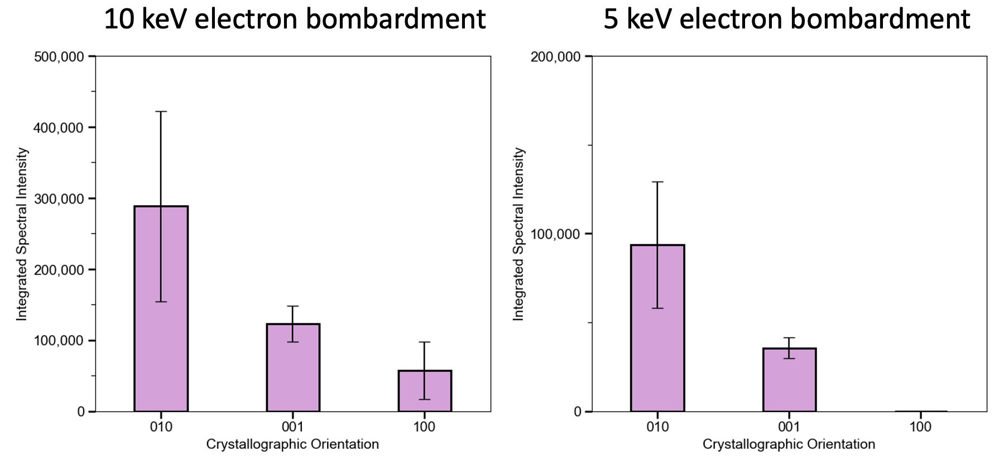 10 keV electron bombardment
500,000
400,000
300,000
200,000
100,000
0
Integrated Spectral Intensity
010 001 100
Crystallographic Orientation
5 keV electron bombardment
200,000
100,000
0
Integrated Spectral Intensity
010 001 100
Crystallographic Orientation